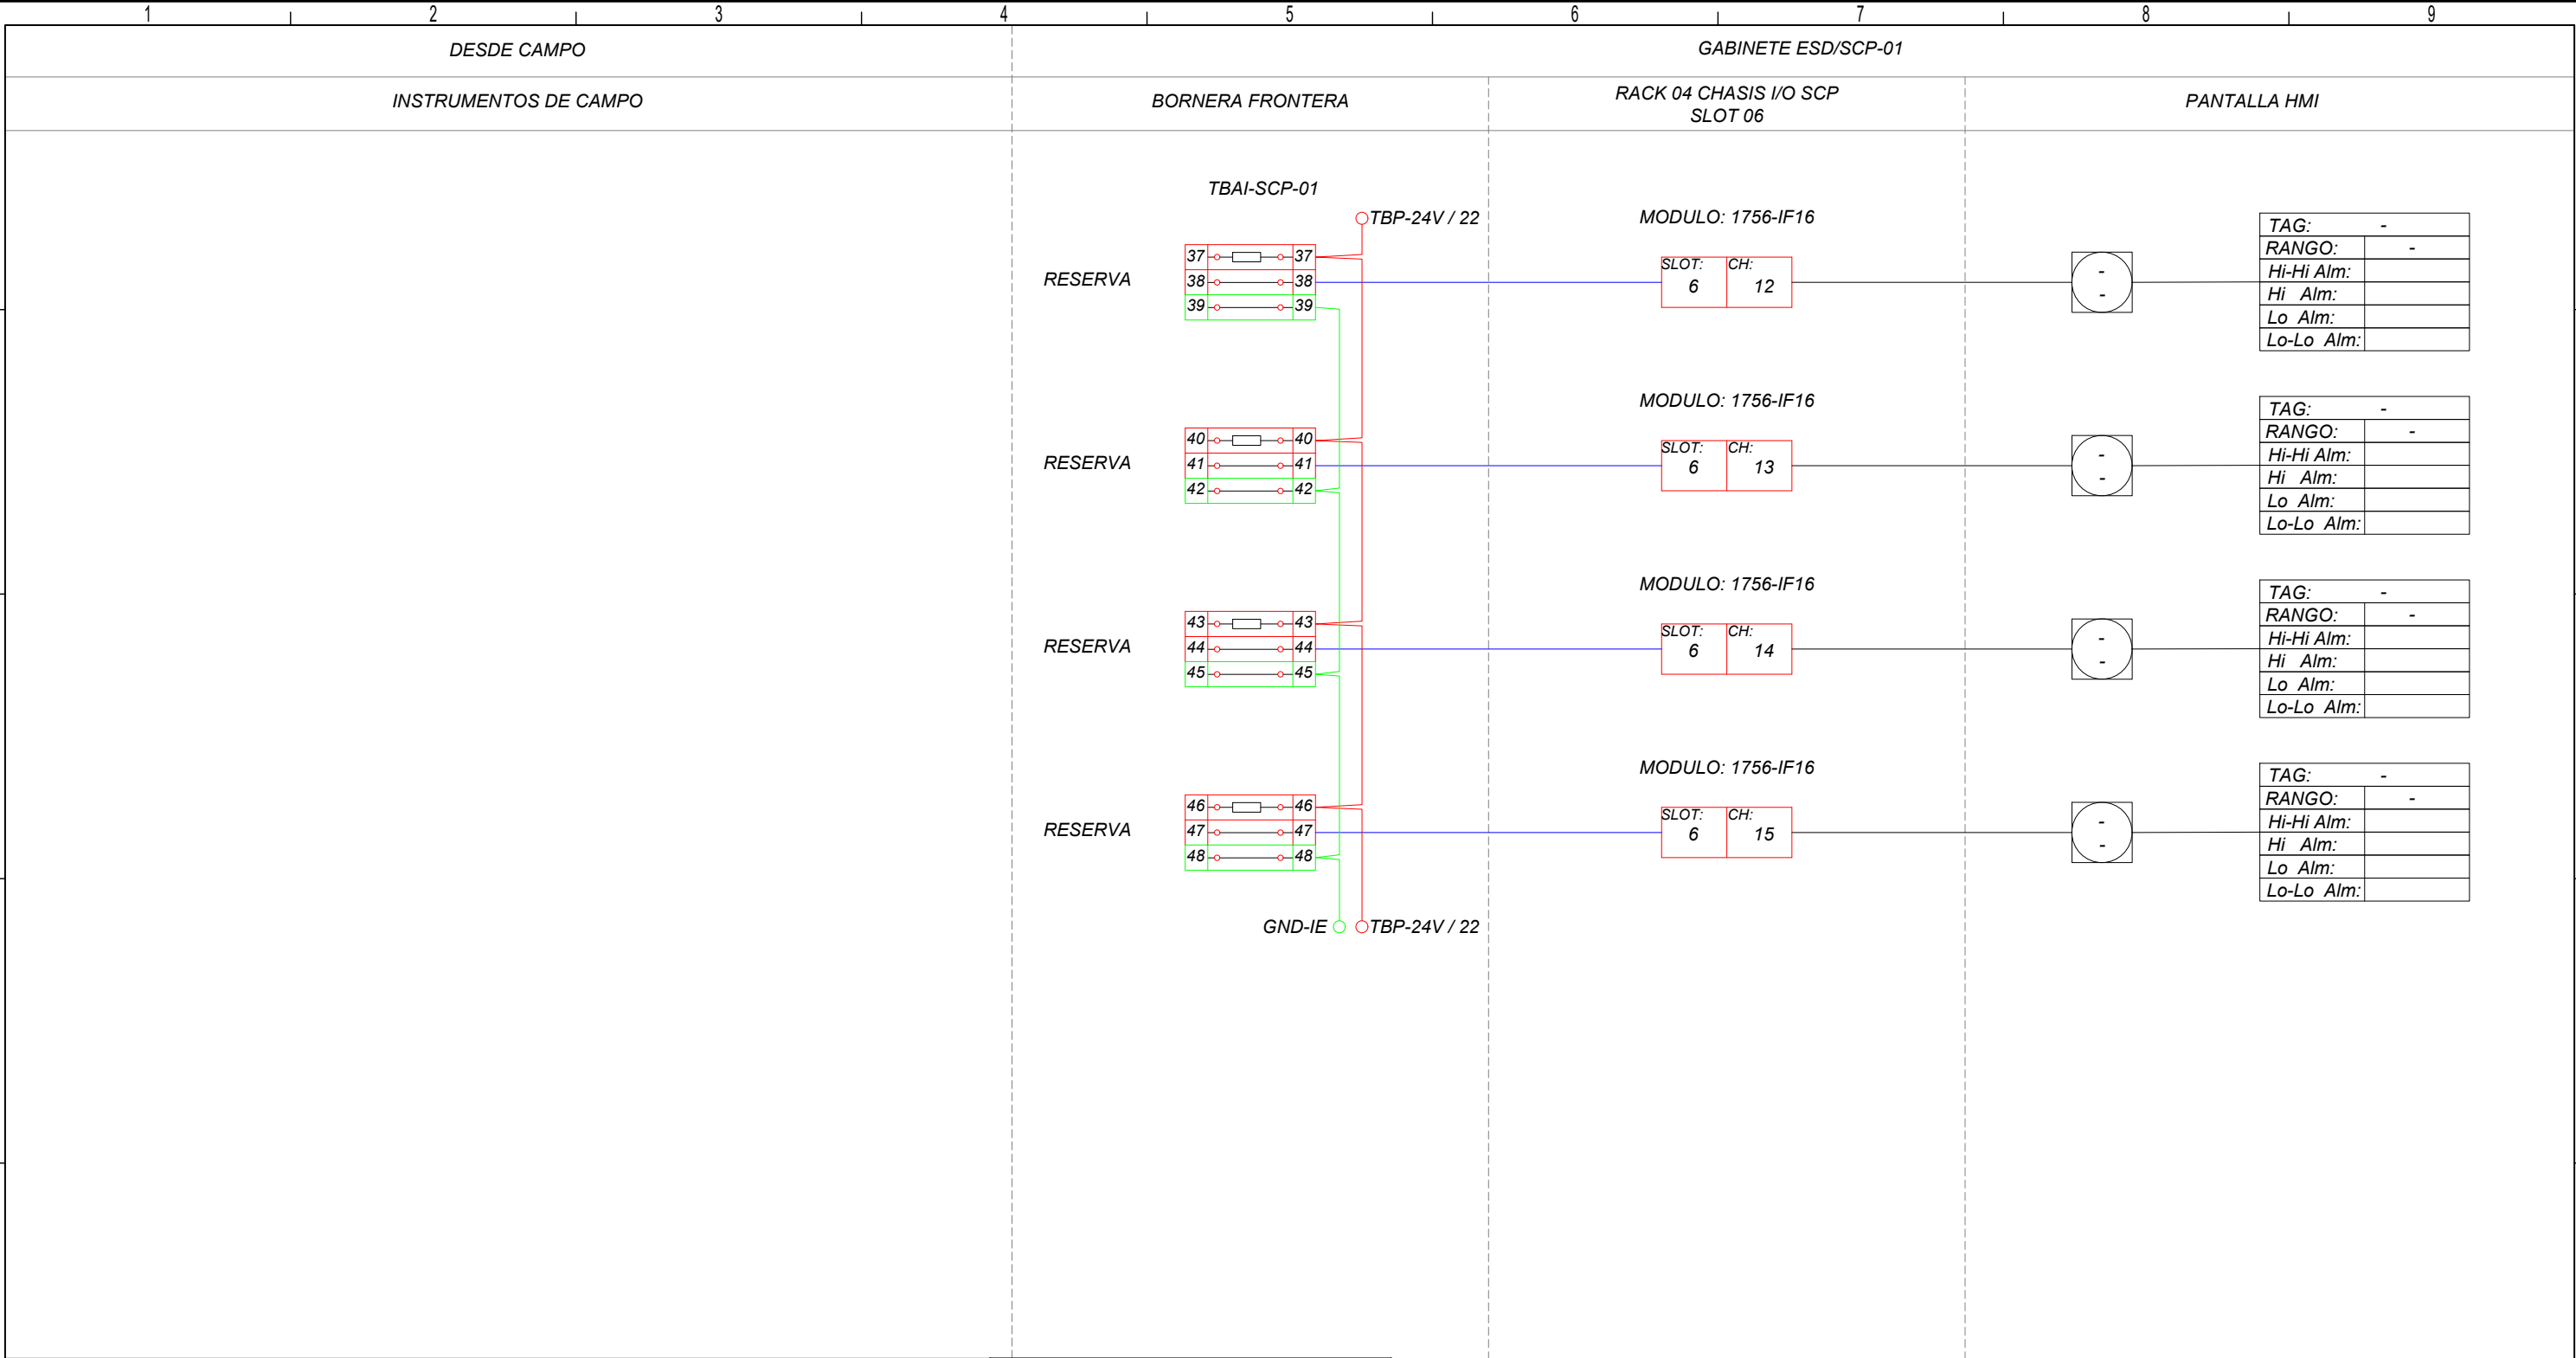 1 2 3 4 5 6 7 8 9
DESDE CAMPO
GABINETE ESD/SCP-01
INSTRUMENTOS DE CAMPO
BORNERA FRONTERA
RACK 04 CHASIS I/O SCP
SLOT 06
PANTALLA HMI
TBAI-SCP-01
TBP-24V / 22
RESERVA
37 37
38 38
39 39
MODULO: 1756-IF16
SLOT: CH:
6 12
-
-
TAG: -
RANGO: -
Hi-Hi Alm:
Hi Alm:
Lo Alm:
Lo-Lo Alm:
RESERVA
40 40
41 41
42 42
MODULO: 1756-IF16
SLOT: CH:
6 13
-
-
TAG: -
RANGO: -
Hi-Hi Alm:
Hi Alm:
Lo Alm:
Lo-Lo Alm:
RESERVA
43 43
44 44
45 45
MODULO: 1756-IF16
SLOT: CH:
6 14
-
-
TAG: -
RANGO: -
Hi-Hi Alm:
Hi Alm:
Lo Alm:
Lo-Lo Alm:
RESERVA
46 46
47 47
48 48
MODULO: 1756-IF16
SLOT: CH:
6 15
-
-
TAG: -
RANGO: -
Hi-Hi Alm:
Hi Alm:
Lo Alm:
Lo-Lo Alm:
GND-IE TBP-24V / 22